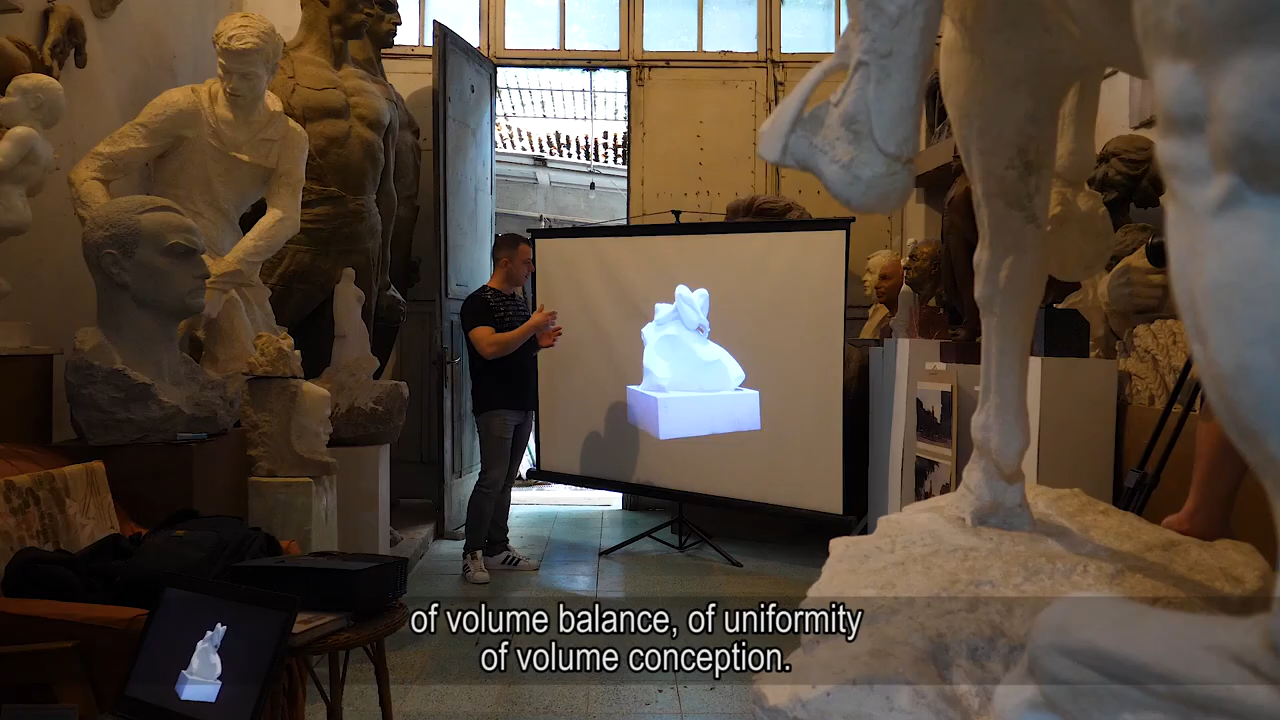 of volume balance, of uniformity
of volume conception.